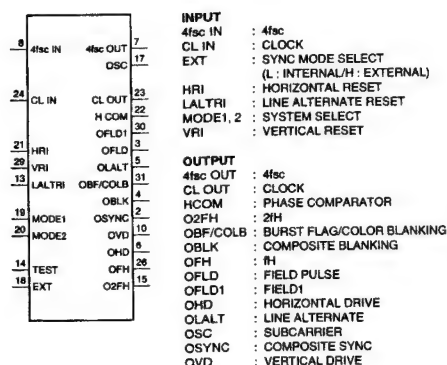 8 4fsc IN 4fsc OUT 7
OSC 17
24 CL IN CL OUT 23
H COM 22
OFLD1 30
21 HRI OFLD 3
29 VRI OLALT 5
13 LALTRI OBF/COLB 31
OBLK 4
19 MODE1 OSYNC 2
20 MODE2 OVD 10
OHD 6
14 TEST OFH 26
18 EXT O2FH 15
INPUT
4fsc IN : 4fsc
CL IN : CLOCK
EXT : SYNC MODE SELECT
(L : INTERNAL/H : EXTERNAL)
HRI : HORIZONTAL RESET
LALTRI : LINE ALTERNATE RESET
MODE1, 2 : SYSTEM SELECT
VRI : VERTICAL RESET
OUTPUT
4fsc OUT : 4fsc
CL OUT : CLOCK
HCOM : PHASE COMPARATOR
O2FH : 2fH
OBF/COLB : BURST FLAG/COLOR BLANKING
OBLK : COMPOSITE BLANKING
OFH : fH
OFLD : FIELD PULSE
OFLD1 : FIELD1
OHD : HORIZONTAL DRIVE
OLALT : LINE ALTERNATE
OSC : SUBCARRIER
OSYNC : COMPOSITE SYNC
OVD : VERTICAL DRIVE